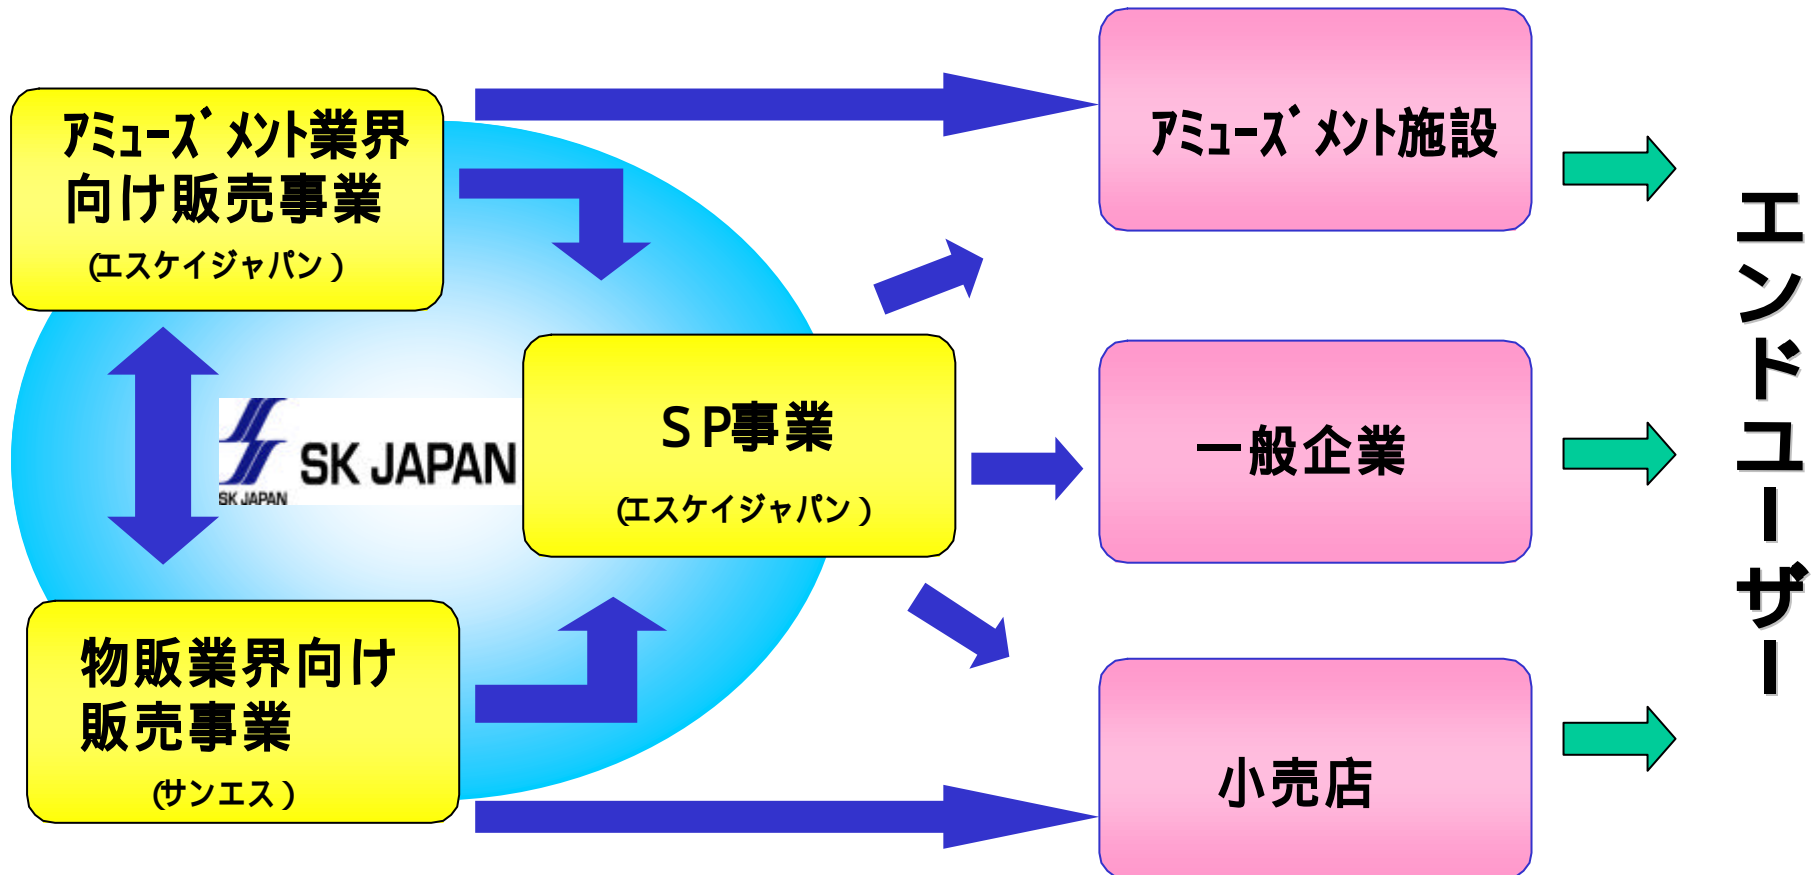 ｱﾐｭｰｽﾞﾒﾝﾄ業界
向け販売事業
(エスケイジャパン)
ｱﾐｭｰｽﾞﾒﾝﾄ施設
SK JAPAN
SK JAPAN
ＳＰ事業
(エスケイジャパン)
一般企業
物販業界向け
販売事業
(サンエス)
小売店
エンドユーザー